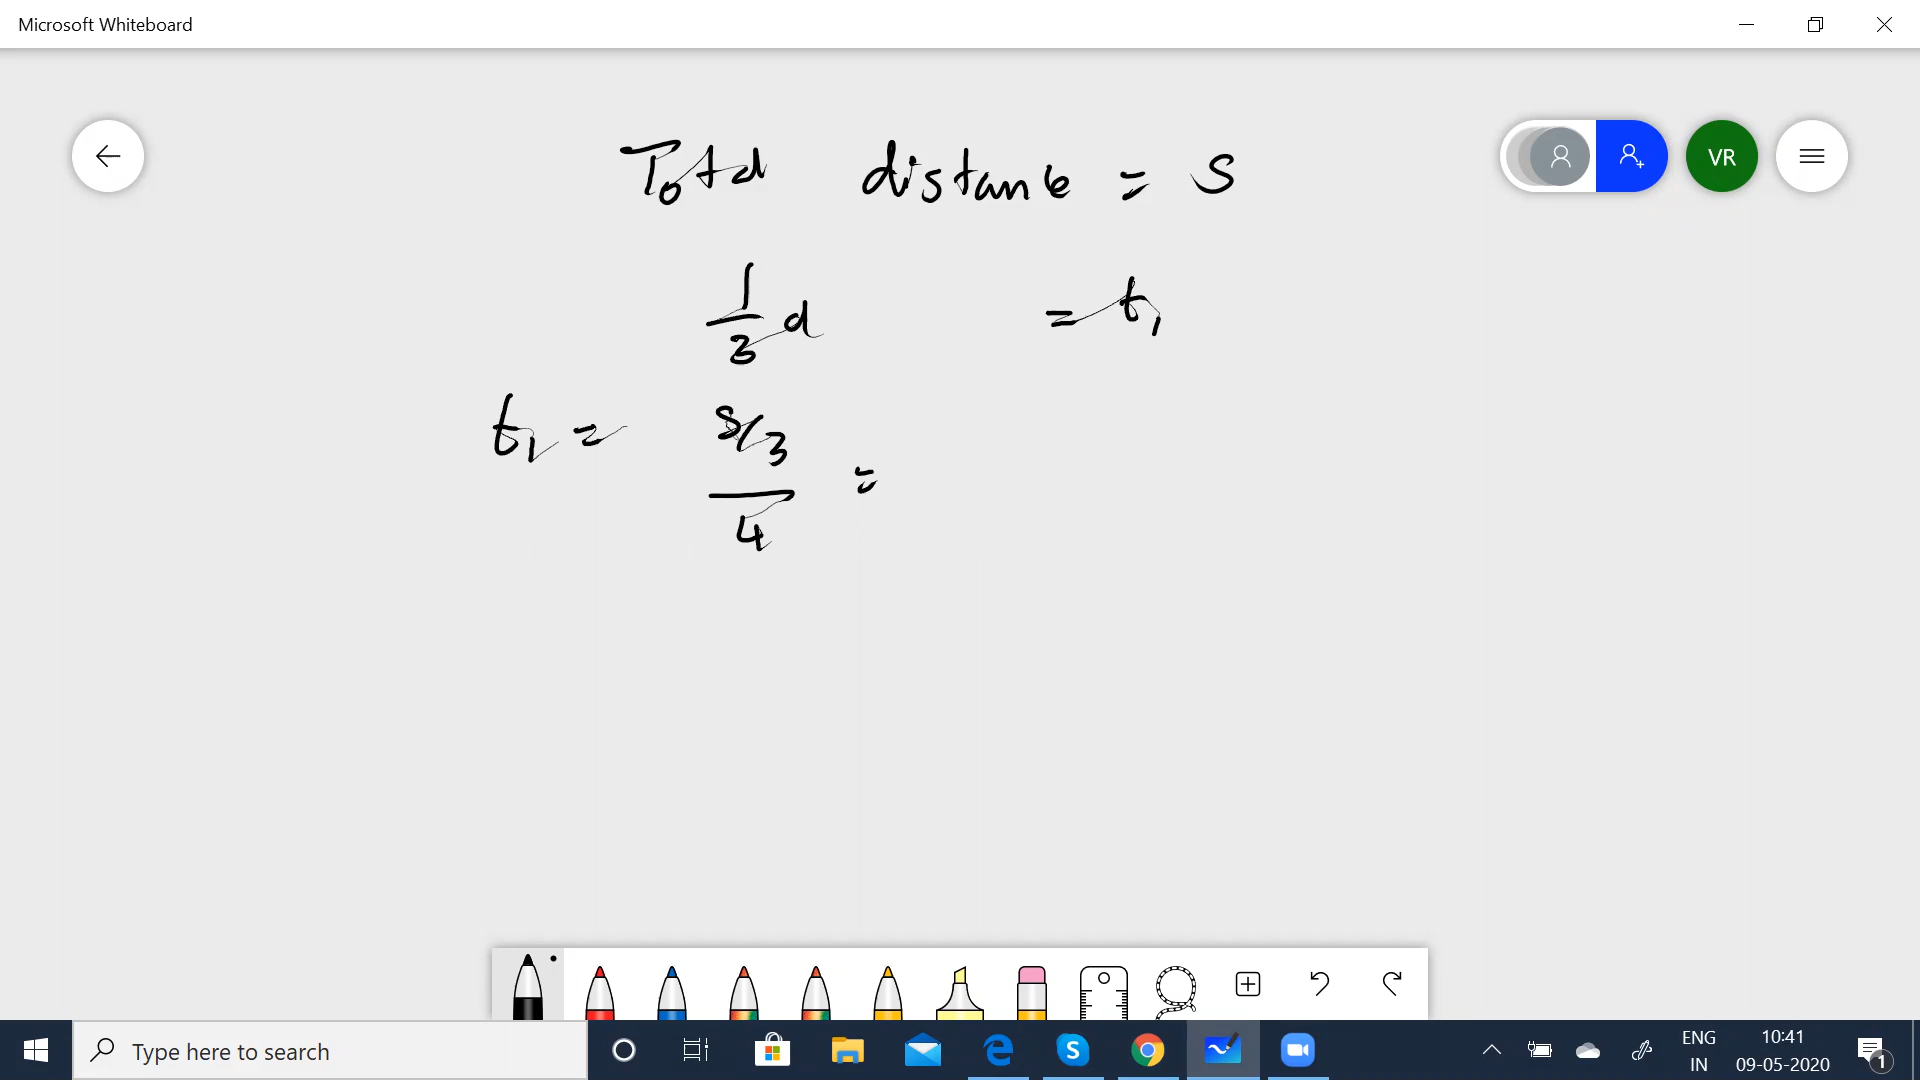 Microsoft Whiteboard
Total distance = S
VR
1/3 d = t1
t1 = S/3 / 4 =
Type here to search
ENG
IN
10:41
09-05-2020
1